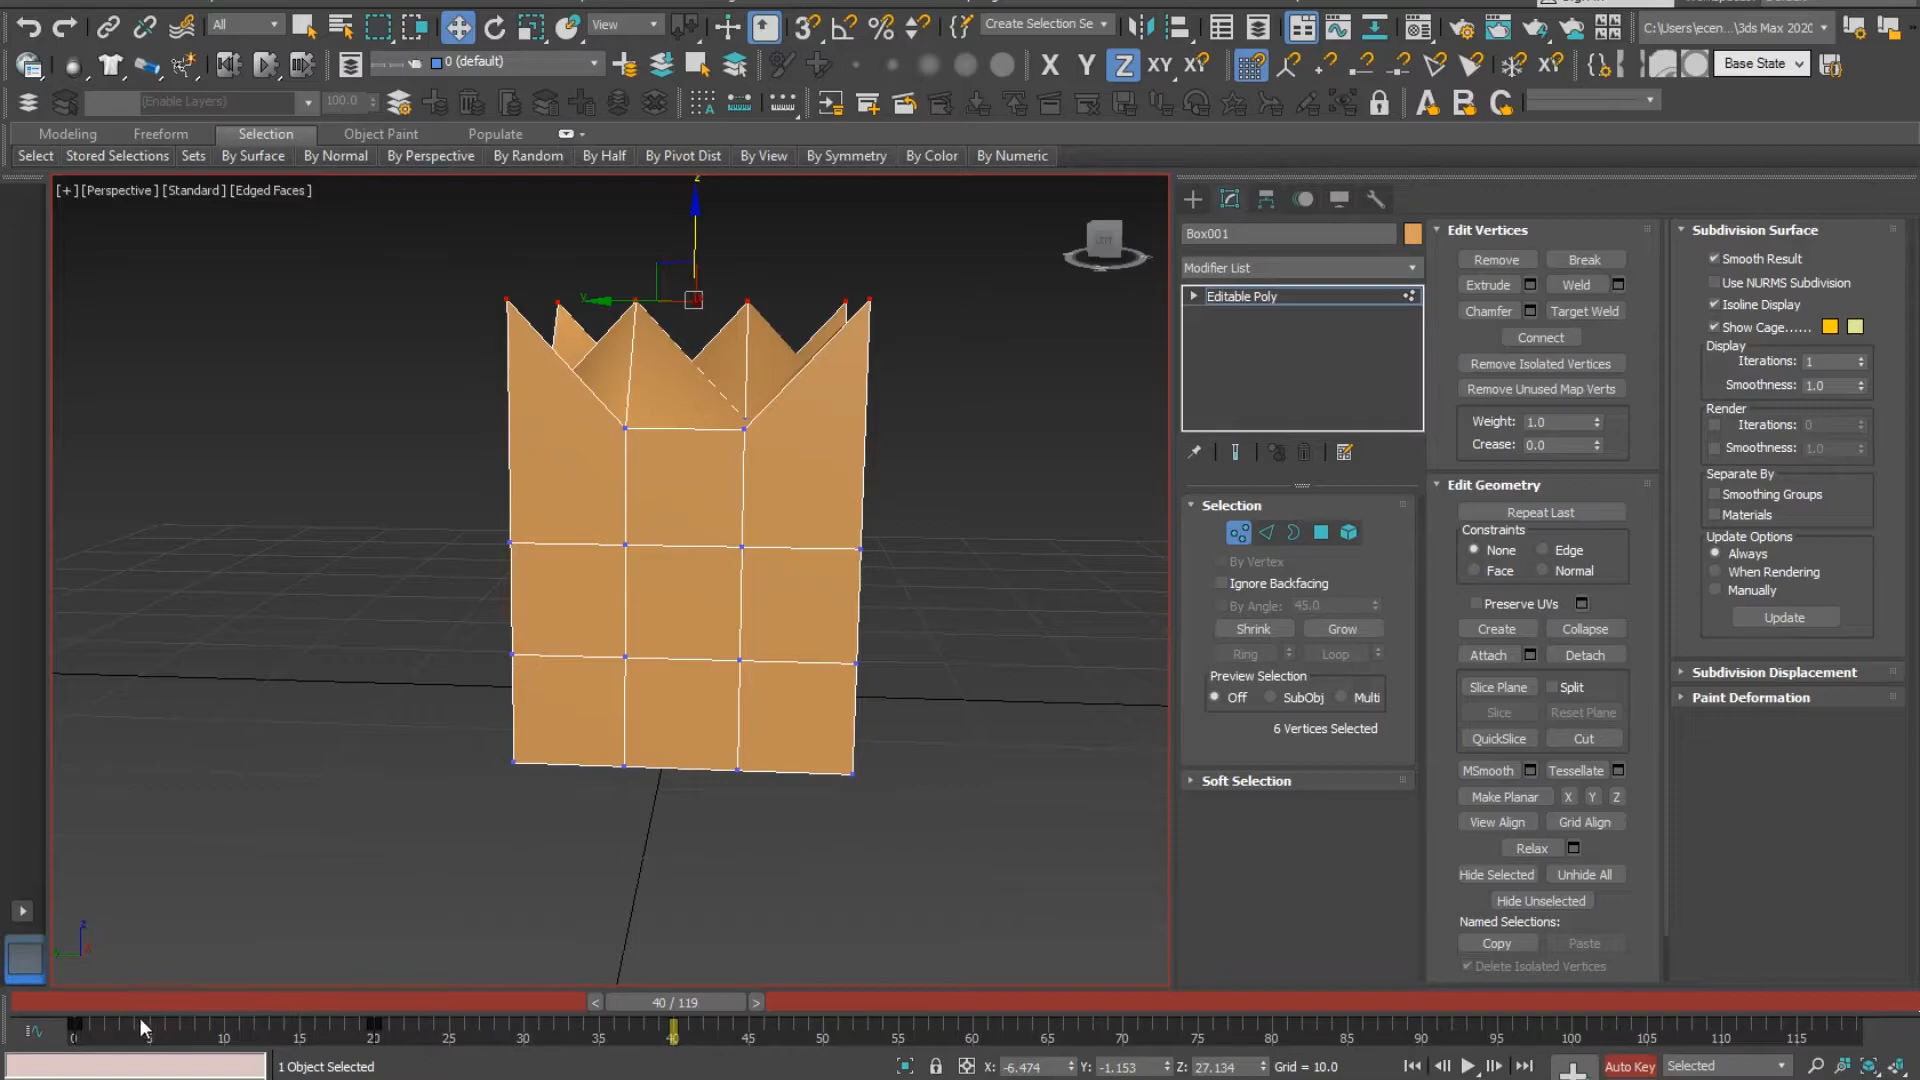 All
View
Create Selection Se
C:\Users\ecen...\3ds Max 2020
0 (default)
X Y Z XY
Base State
(Enable Layers)
100.0
A B C
Modeling Freeform Selection Object Paint Populate
Select Stored Selections Sets By Surface By Normal By Perspective By Random By Half By Pivot Dist By View By Symmetry By Color By Numeric
[+] [Perspective] [Standard] [Edged Faces]
z
y
Box001
Modifier List
Editable Poly
Selection
By Vertex
Ignore Backfacing
By Angle: 45.0
Shrink Grow
Ring Loop
Preview Selection
Off SubObj Multi
6 Vertices Selected
Soft Selection
Edit Vertices
Remove Break
Extrude Weld
Chamfer Target Weld
Connect
Remove Isolated Vertices
Remove Unused Map Verts
Weight: 1.0
Crease: 0.0
Edit Geometry
Repeat Last
Constraints
None Edge
Face Normal
Preserve UVs
Create Collapse
Attach Detach
Slice Plane Split
Slice Reset Plane
QuickSlice Cut
MSmooth Tessellate
Make Planar X Y Z
View Align Grid Align
Relax
Hide Selected Unhide All
Hide Unselected
Named Selections:
Copy Paste
Delete Isolated Vertices
Subdivision Surface
Smooth Result
Use NURMS Subdivision
Isoline Display
Show Cage......
Display
Iterations: 1
Smoothness: 1.0
Render
Iterations: 0
Smoothness: 1.0
Separate By
Smoothing Groups
Materials
Update Options
Always
When Rendering
Manually
Update
Subdivision Displacement
Paint Deformation
< 40 / 119 >
5 10 15 20 25 30 35 40 45 50 55 60 65 70 75 80 85 90 95 100 105 110 115
1 Object Selected
X: -6.474 Y: -1.153 Z: 27.134 Grid = 10.0
Auto Key Selected